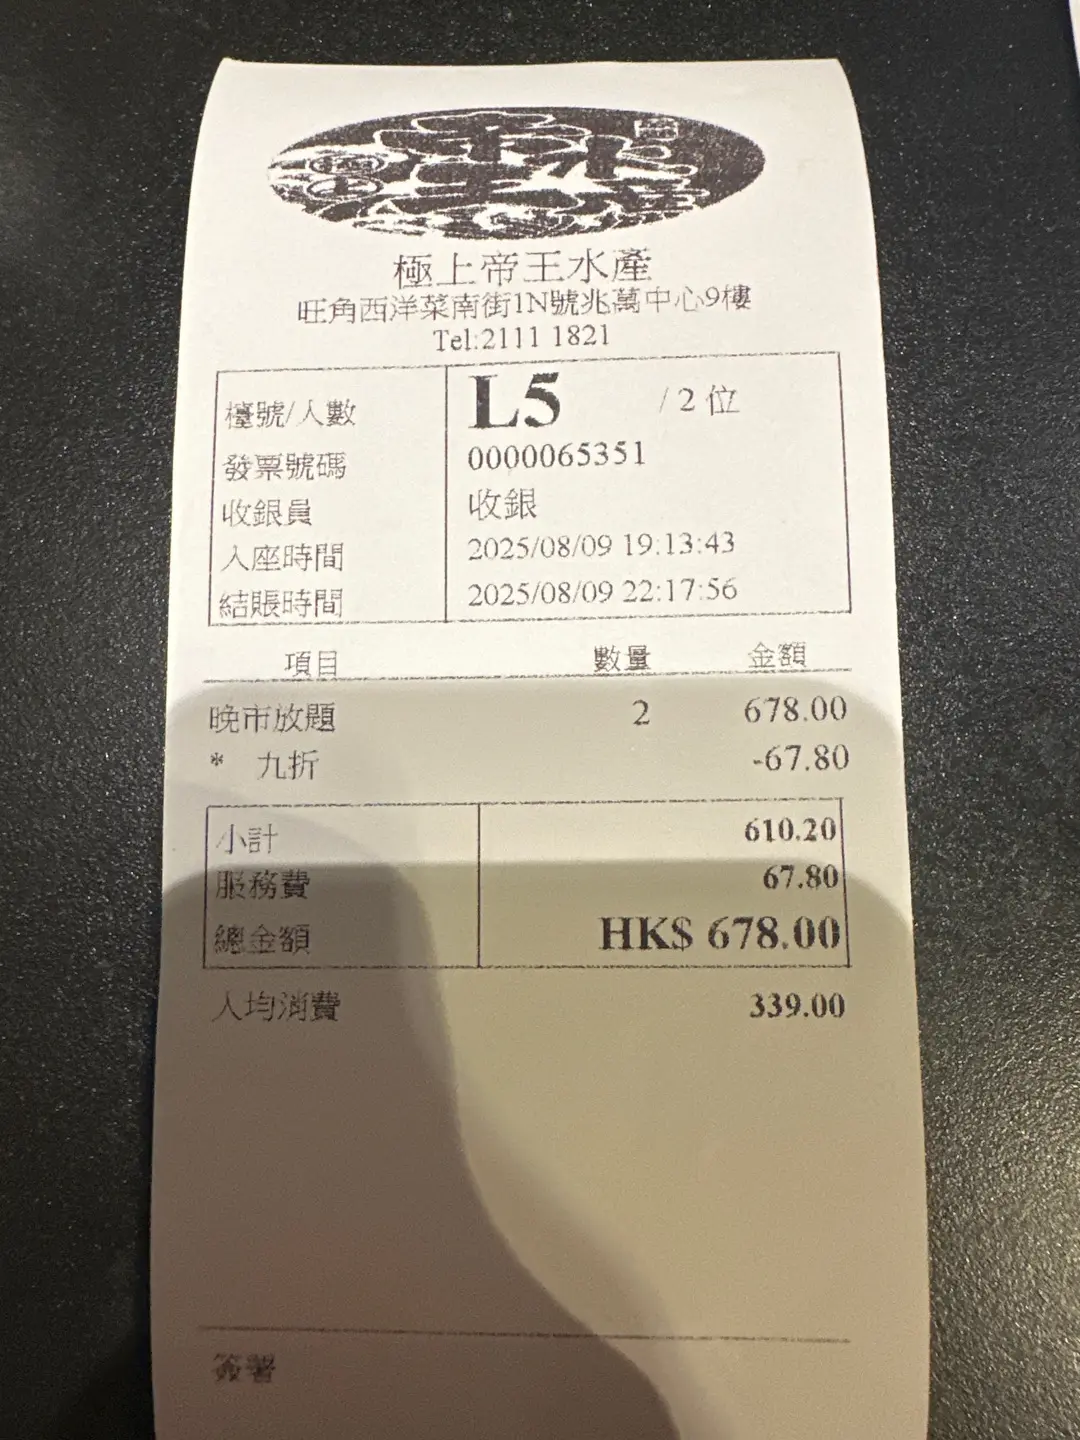 極上帝王水產
旺角西洋菜南街1N號兆萬中心9樓
Tel:2111 1821
檯號/人數 L5 / 2 位
發票號碼 0000065351
收銀員 收銀
入座時間 2025/08/09 19:13:43
結賬時間 2025/08/09 22:17:56
項目 數量 金額
晚市放題 2 678.00
* 九折 -67.80
小計 610.20
服務費 67.80
總金額 HK$ 678.00
人均消費 339.00
簽署